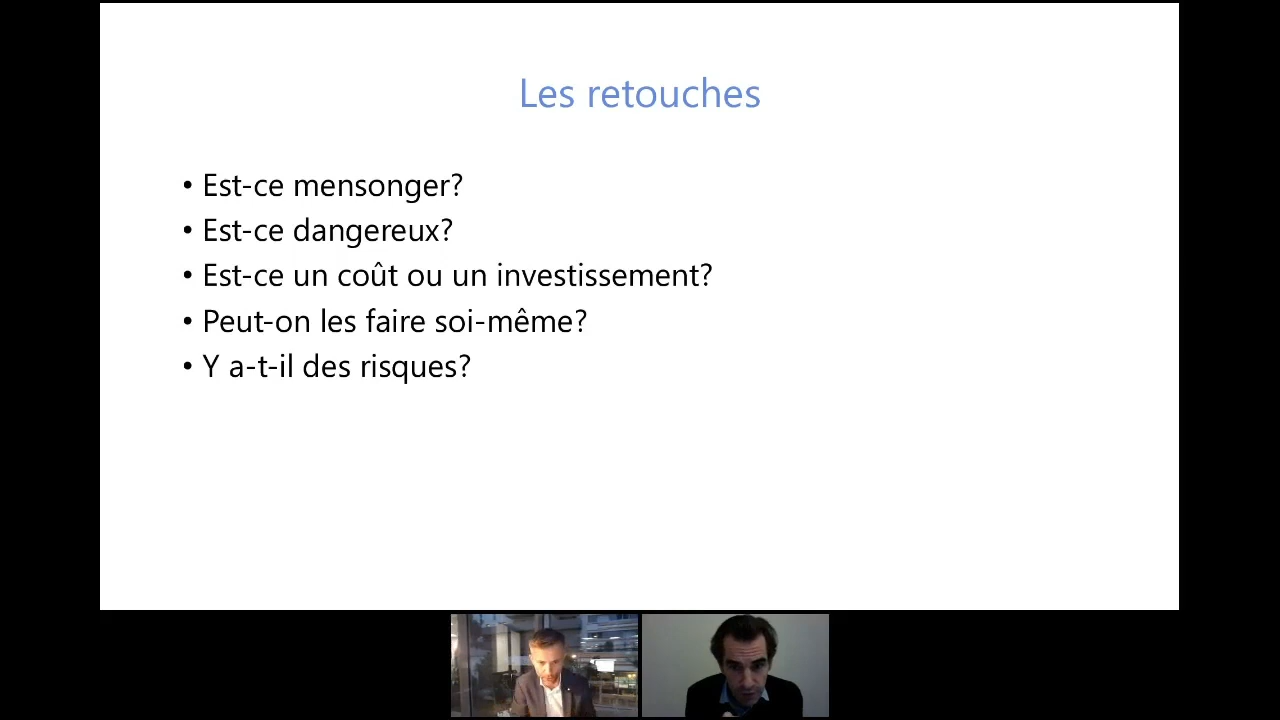 Les retouches
• Est-ce mensonger?
• Est-ce dangereux?
• Est-ce un coût ou un investissement?
• Peut-on les faire soi-même?
• Y a-t-il des risques?